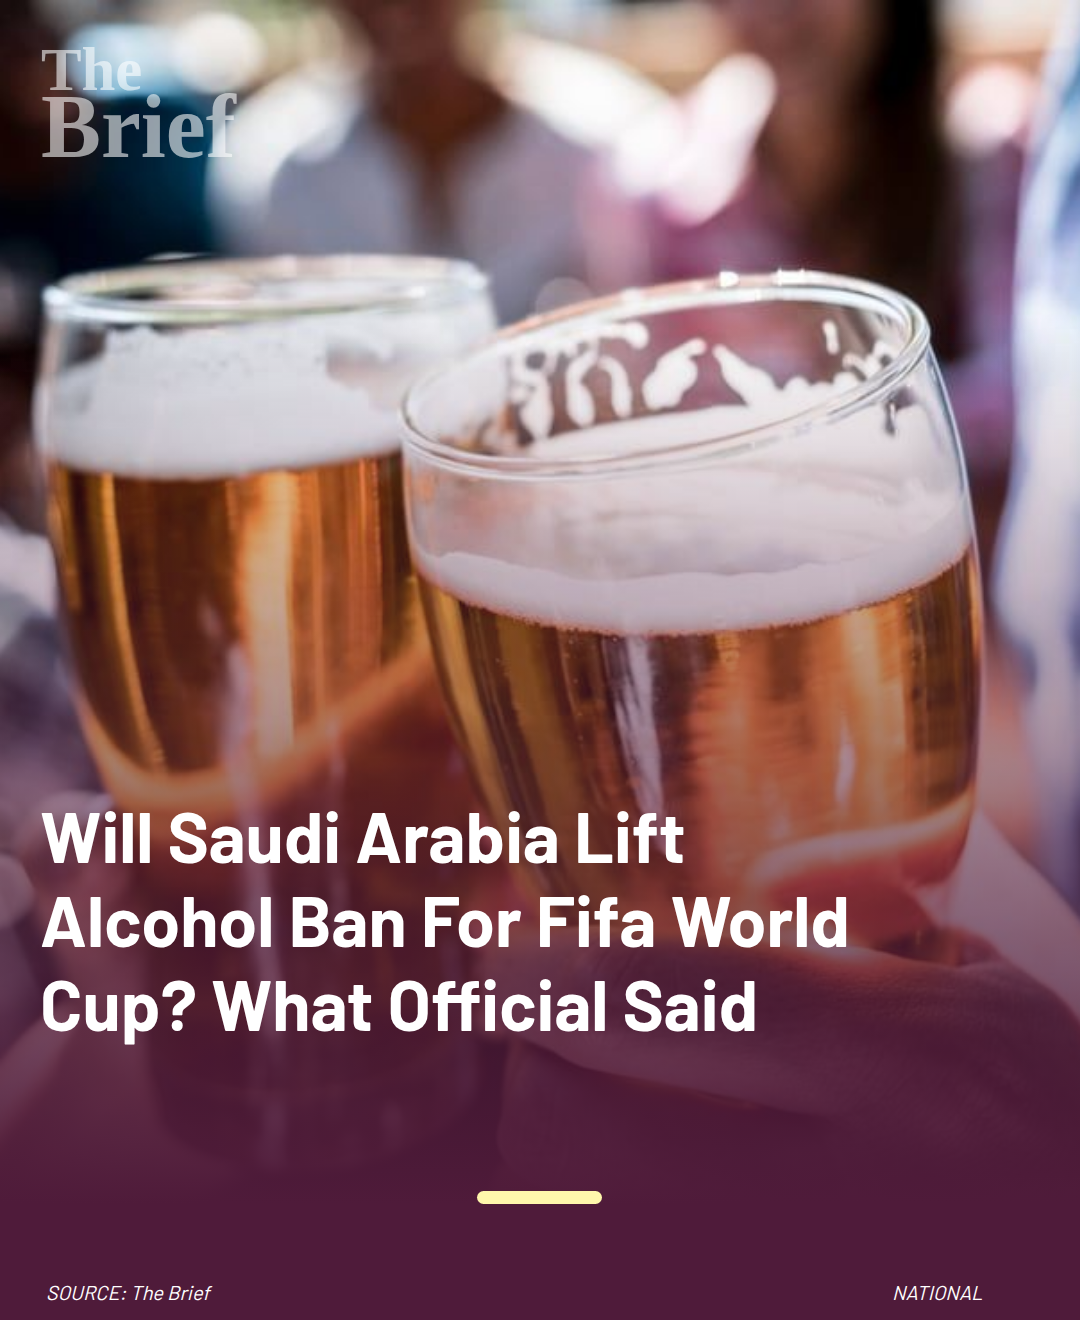 The
Brief
Will Saudi Arabia Lift
Alcohol Ban For Fifa World
Cup? What Official Said
SOURCE: The Brief
NATIONAL